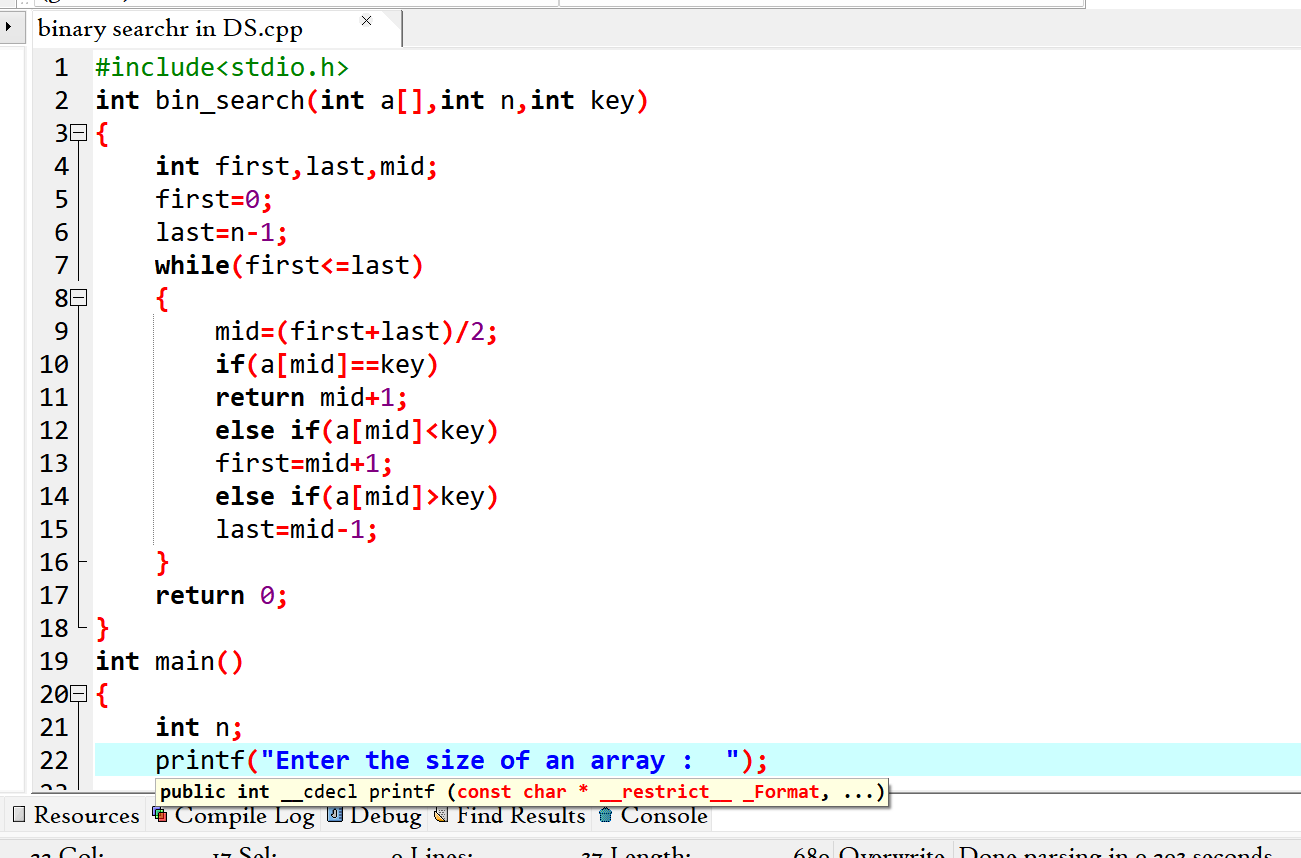 binary searchr in DS.cpp
1 #include<stdio.h>
2 int bin_search(int a[],int n,int key)
3 {
4 int first,last,mid;
5 first=0;
6 last=n-1;
7 while(first<=last)
8 {
9 mid=(first+last)/2;
10 if(a[mid]==key)
11 return mid+1;
12 else if(a[mid]<key)
13 first=mid+1;
14 else if(a[mid]>key)
15 last=mid-1;
16 }
17 return 0;
18 }
19 int main()
20 {
21 int n;
22 printf("Enter the size of an array :  ");
public int __cdecl printf (const char * __restrict__ _Format, ...)
Resources Compile Log Debug Find Results Console
Col: 17 Sel: 0 Lines: 37 Length: 689 Overwrite Done parsing in seconds